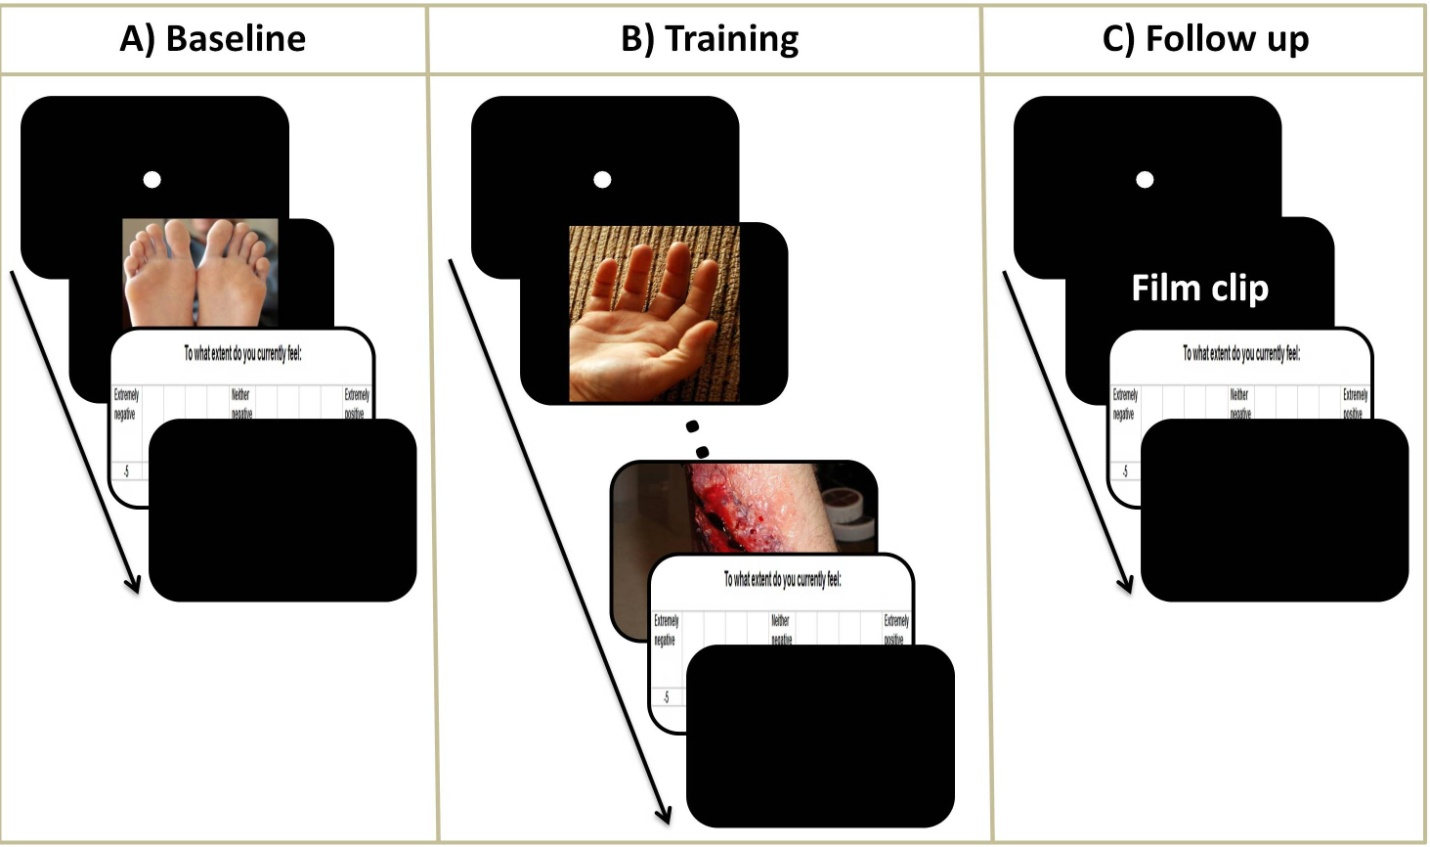 A) Baseline
B) Training
C) Follow up
To what extent do you currently feel:
Extremely
negative
Neither
negative
Extremely
positive
-5
To what extent do you currently feel:
Extremely
negative
Neither
negative
Extremely
positive
-5
Film clip
To what extent do you currently feel:
Extremely
negative
Neither
negative
Extremely
positive
-5